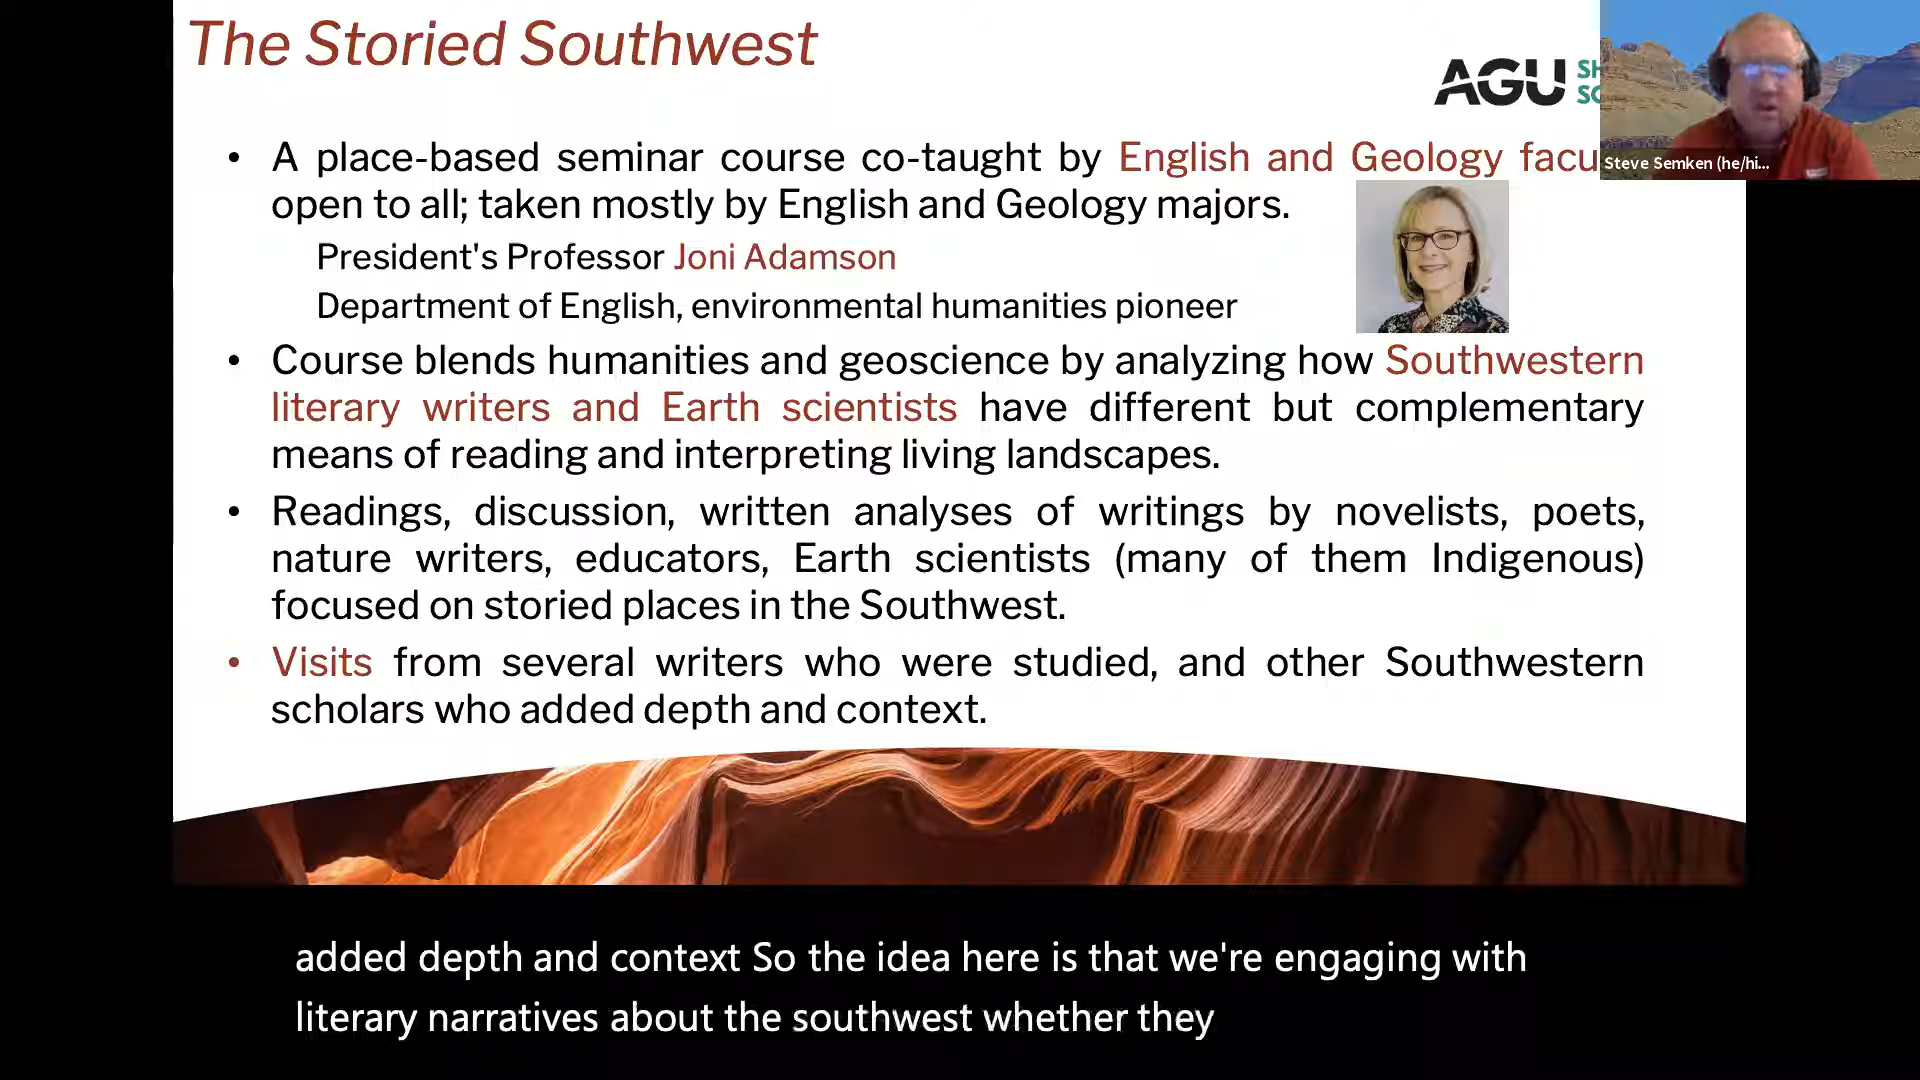 The Storied Southwest
AGU
• A place-based seminar course co-taught by English and Geology
open to all; taken mostly by English and Geology majors.
President's Professor Joni Adamson
Department of English, environmental humanities pioneer
• Course blends humanities and geoscience by analyzing how Southwestern
literary writers and Earth scientists have different but complementary
means of reading and interpreting living landscapes.
• Readings, discussion, written analyses of writings by novelists, poets,
nature writers, educators, Earth scientists (many of them Indigenous)
focused on storied places in the Southwest.
• Visits from several writers who were studied, and other Southwestern
scholars who added depth and context.
Steve Semken (he/hi...
added depth and context So the idea here is that we're engaging with
literary narratives about the southwest whether they